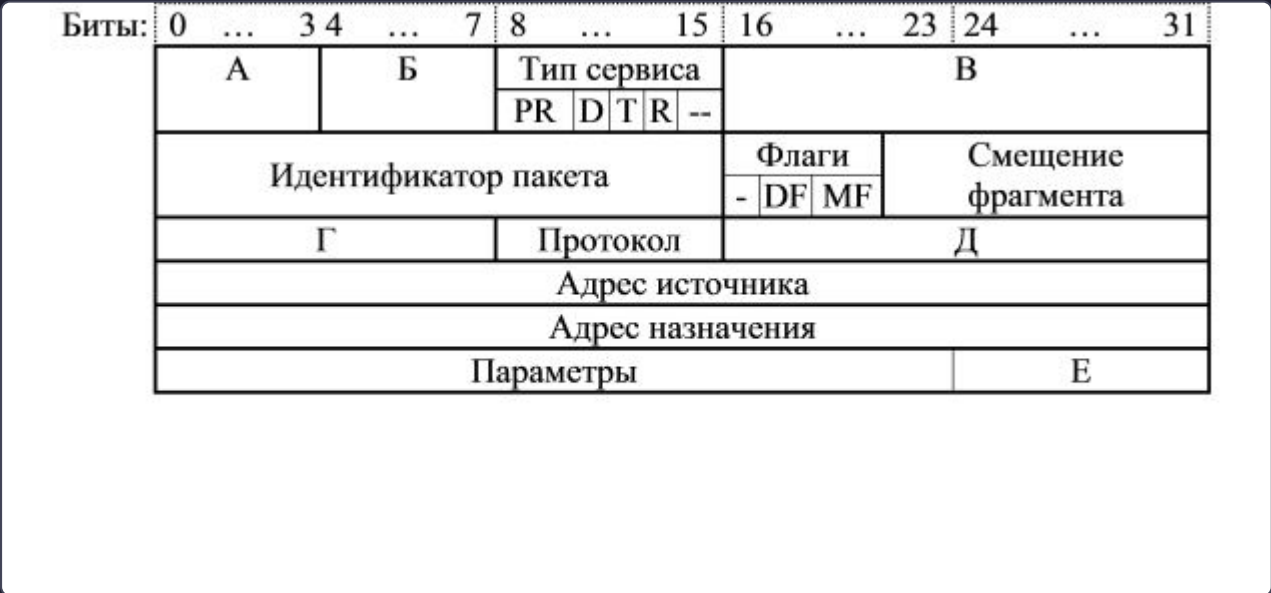 Биты: 0 ... 3 4 ... 7 8 ... 15 16 ... 23 24 ... 31
А Б Тип сервиса В
PR D T R --
Идентификатор пакета Флаги Смещение
- DF MF фрагмента
Г Протокол Д
Адрес источника
Адрес назначения
Параметры Е